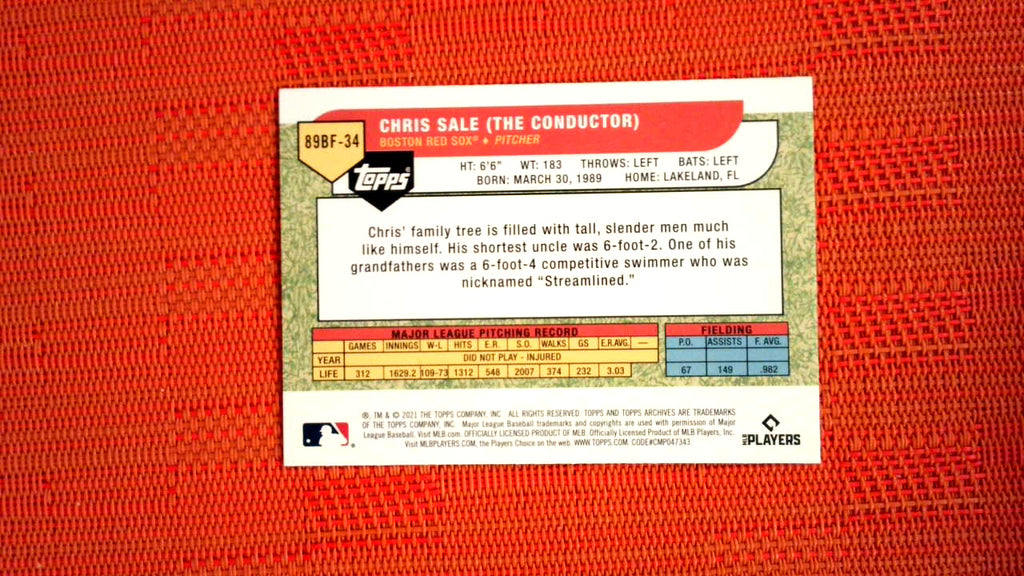 89BF-34
CHRIS SALE (THE CONDUCTOR)
BOSTON RED SOX® ♦ PITCHER
Topps
HT: 6'6" WT: 183 THROWS: LEFT BATS: LEFT
BORN: MARCH 30, 1989 HOME: LAKELAND, FL
Chris' family tree is filled with tall, slender men much
like himself. His shortest uncle was 6-foot-2. One of his
grandfathers was a 6-foot-4 competitive swimmer who was
nicknamed “Streamlined.”
MAJOR LEAGUE PITCHING RECORD
GAMES INNINGS W-L HITS E.R. S.O. WALKS GS E.R.AVG. —
YEAR DID NOT PLAY - INJURED
LIFE 312 1629.2 109-73 1312 548 2007 374 232 3.03
FIELDING
P.O. ASSISTS F. AVG.
67 149 .982
®, TM & © 2021 THE TOPPS COMPANY, INC. ALL RIGHTS RESERVED. TOPPS AND TOPPS ARCHIVES ARE TRADEMARKS
OF THE TOPPS COMPANY, INC. Major League Baseball trademarks and copyrights are used with permission of Major
League Baseball. Visit MLB.com. OFFICIALLY LICENSED PRODUCT OF MLB Officially Licensed Product of MLB Players, Inc.
Visit MLBPLAYERS.COM, the Players Choice on the web. WWW.TOPPS.COM. CODE#CMP047343
MLB PLAYERS